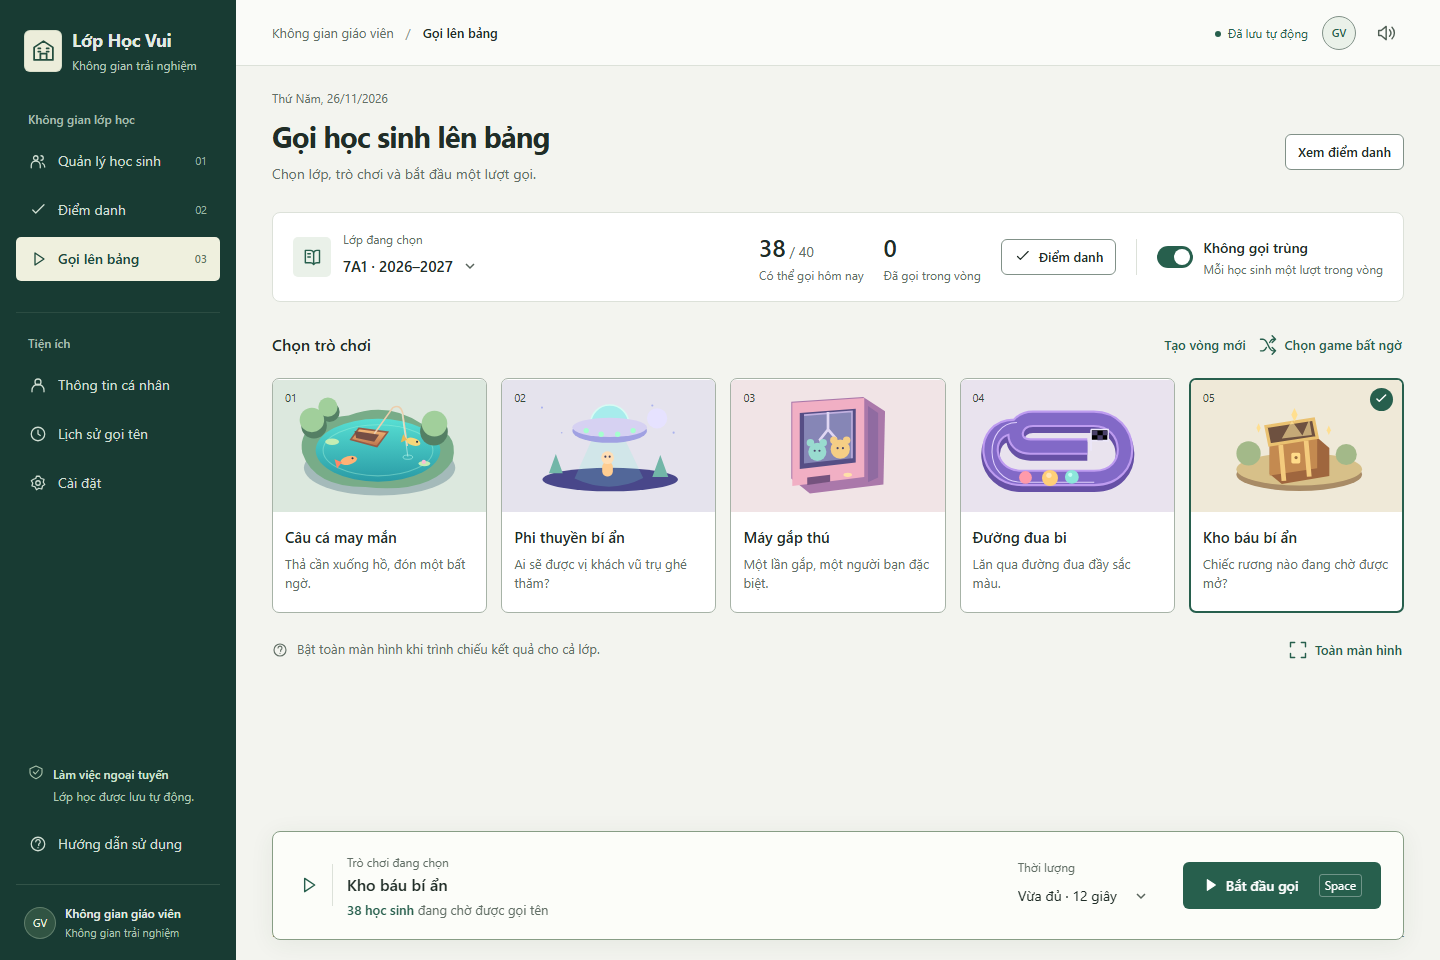 Lớp Học Vui
Không gian trải nghiệm
Không gian lớp học
Quản lý học sinh 01
Điểm danh 02
Gọi lên bảng 03
Tiện ích
Thông tin cá nhân
Lịch sử gọi tên
Cài đặt
Làm việc ngoại tuyến
Lớp học được lưu tự động.
Hướng dẫn sử dụng
GV
Không gian giáo viên
Không gian trải nghiệm
Không gian giáo viên / Gọi lên bảng
Đã lưu tự động
GV
Thứ Năm, 26/11/2026
Gọi học sinh lên bảng
Chọn lớp, trò chơi và bắt đầu một lượt gọi.
Xem điểm danh
Lớp đang chọn
7A1 · 2026–2027
38 / 40
Có thể gọi hôm nay
0
Đã gọi trong vòng
Điểm danh
Không gọi trùng
Mỗi học sinh một lượt trong vòng
Chọn trò chơi
Tạo vòng mới
Chọn game bất ngờ
01
Câu cá may mắn
Thả cần xuống hồ, đón một bất
ngờ.
02
Phi thuyền bí ẩn
Ai sẽ được vị khách vũ trụ ghé
thăm?
03
Máy gắp thú
Một lần gắp, một người bạn đặc
biệt.
04
Đường đua bi
Lăn qua đường đua đầy sắc
màu.
05
Kho báu bí ẩn
Chiếc rương nào đang chờ được
mở?
Bật toàn màn hình khi trình chiếu kết quả cho cả lớp.
Toàn màn hình
Trò chơi đang chọn
Kho báu bí ẩn
38 học sinh đang chờ được gọi tên
Thời lượng
Vừa đủ · 12 giây
Bắt đầu gọi Space